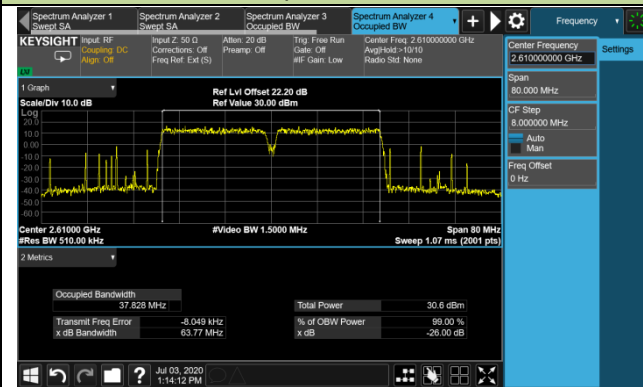 Spectrum Analyzer 1
Swept SA
Spectrum Analyzer 2
Swept SA
Spectrum Analyzer 3
Occupied BW
Spectrum Analyzer 4
Occupied BW
Frequency
KEYSIGHT
Input: RF
Coupling: DC
Align: Off
Input Z: 50 Ω
Corrections: Off
Freq Ref: Ext (S)
Atten: 20 dB
Preamp: Off
Trig: Free Run
Gate: Off
#IF Gain: Low
Center Freq: 2.610000000 GHz
Avg|Hold:>10/10
Radio Std: None
Center Frequency
2.610000000 GHz
Settings
Span
80.000 MHz
CF Step
8.000000 MHz
Auto
Man
Freq Offset
0 Hz
1 Graph
Scale/Div 10.0 dB
Ref Lvl Offset 22.20 dB
Ref Value 30.00 dBm
Log
20.0
10.0
0.00
-10.0
-20.0
-30.0
-40.0
-50.0
-60.0
Center 2.61000 GHz
#Res BW 510.00 kHz
#Video BW 1.5000 MHz
Span 80 MHz
Sweep 1.07 ms (2001 pts)
2 Metrics
Occupied Bandwidth
37.828 MHz
Total Power
30.6 dBm
Transmit Freq Error
-8.049 kHz
% of OBW Power
99.00 %
x dB Bandwidth
63.77 MHz
x dB
-26.00 dB
Jul 03, 2020
1:14:12 PM